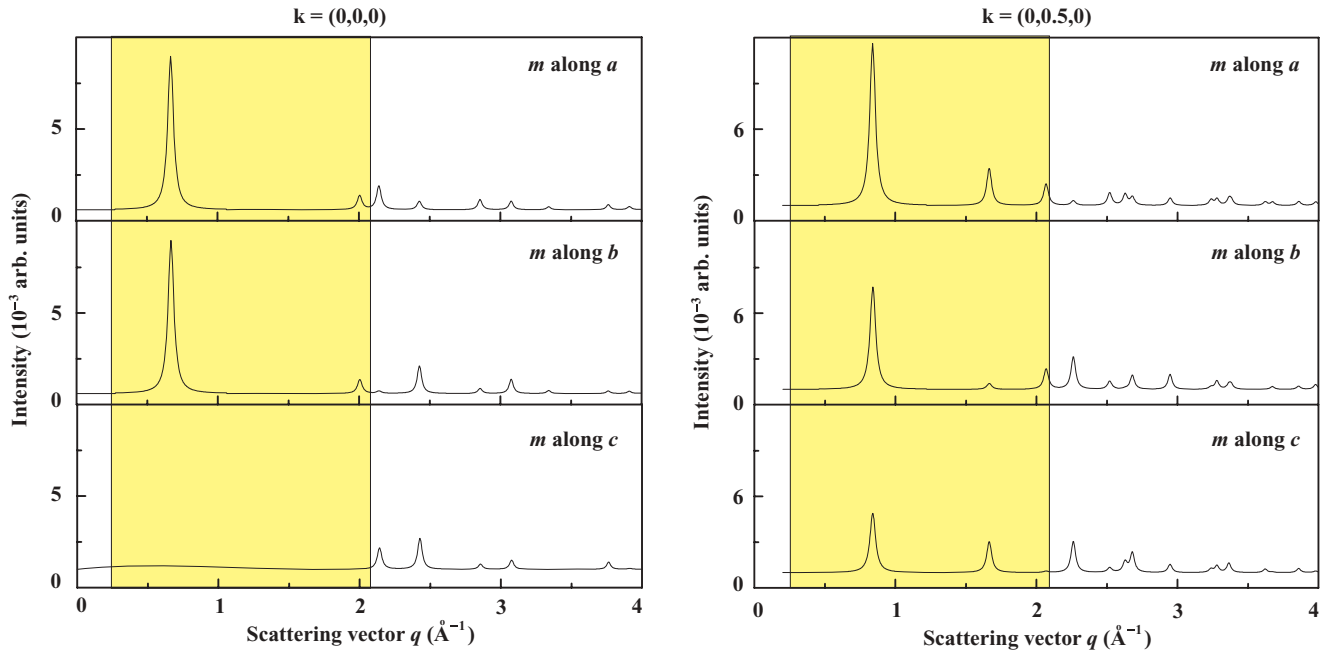 k = (0,0,0)
m along a
5
0
m along b
5
0
m along c
5
0
0 1 2 3 4
Intensity (10⁻³ arb. units)
Scattering vector q (Å⁻¹)
k = (0,0.5,0)
m along a
6
0
m along b
6
0
m along c
6
0
1 2 3 4
Intensity (10⁻³ arb. units)
Scattering vector q (Å⁻¹)